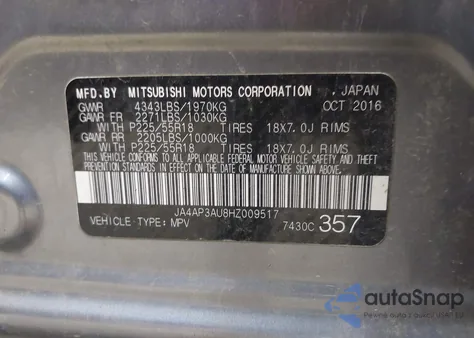 MFD.BY MITSUBISHI MOTORS CORPORATION , JAPAN
GVWR 4343LBS/1970KG OCT 2016
GAWR FR 2271LBS/1030KG
WITH P225/55R18 TIRES 18X7.0J RIMS
GAWR RR 2205LBS/1000KG
WITH P225/55R18 TIRES 18X7.0J RIMS
THIS VEHICLE CONFORMS TO ALL APPLICABLE FEDERAL MOTOR VEHICLE SAFETY, BUMPER, AND THEFT
PREVENTION STANDARDS IN EFFECT ON THE DATE OF MANUFACTURE SHOWN ABOVE.
JA4AP3AU8HZ009517
VEHICLE TYPE: MPV 7430C 357
autoSnap